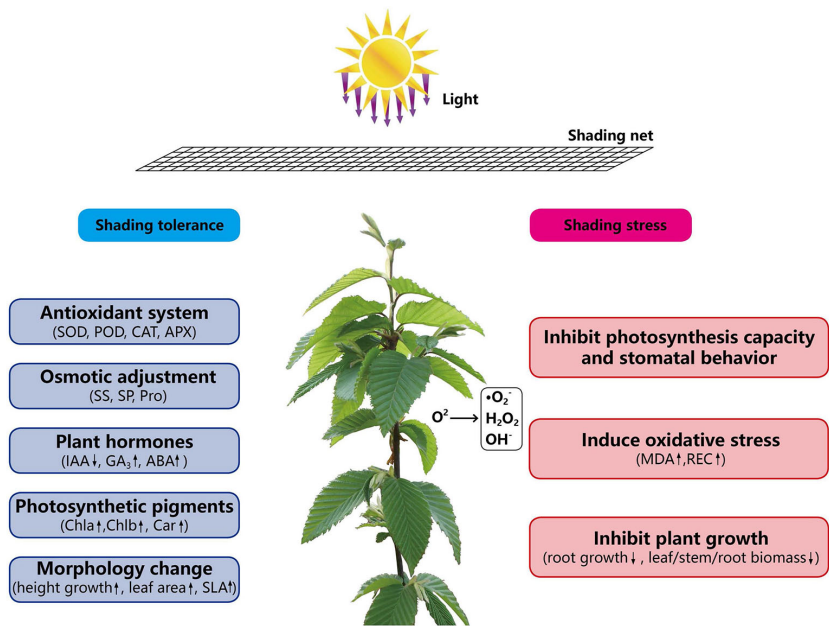 Light
Shading net
Shading tolerance
Shading stress
Antioxidant system
(SOD, POD, CAT, APX)
Osmotic adjustment
(SS, SP, Pro)
Plant hormones
(IAA↓, GA₃↑, ABA↑)
Photosynthetic pigments
(Chla↑,Chlb↑, Car↑)
Morphology change
(height growth↑, leaf area↑, SLA↑)
O²
•O₂⁻
H₂O₂
OH⁻
Inhibit photosynthesis capacity
and stomatal behavior
Induce oxidative stress
(MDA↑,REC↑)
Inhibit plant growth
(root growth↓, leaf/stem/root biomass↓)